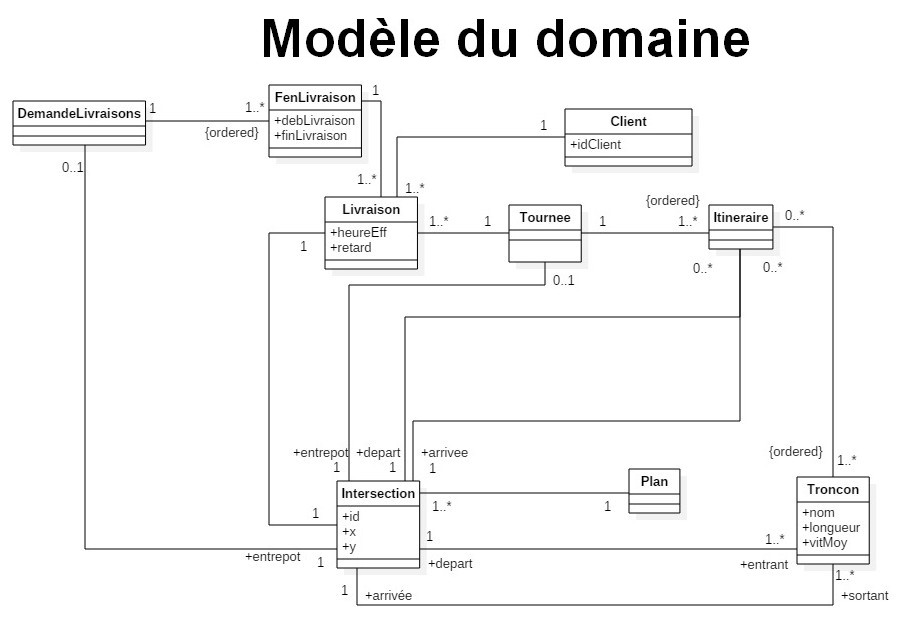 Modèle du domaine
DemandeLivraisons
1
1..*
{ordered}
0..1
FenLivraison
+debLivraison
+finLivraison
1
1..*
Client
+idClient
1
1..*
Livraison
+heureEff
+retard
1
1..*
1
Tournee
1
0..1
{ordered}
1..*
Itineraire
0..*
0..*
0..*
+entrepot
1
+depart
1
+arrivee
1
{ordered}
1..*
Intersection
+id
+x
+y
1
1..*
1
Plan
Troncon
+nom
+longueur
+vitMoy
1
+depart
1..*
+entrant
+entrepot
1
1
+arrivée
1..*
+sortant